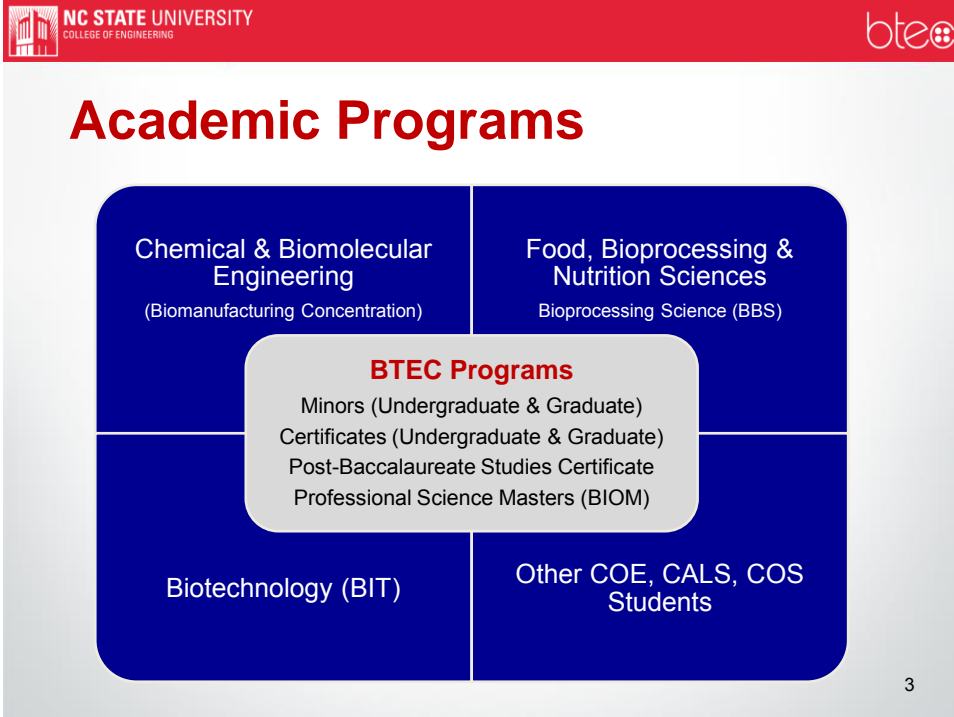 NC STATE UNIVERSITY
COLLEGE OF ENGINEERING
btec
Academic Programs
Chemical & Biomolecular
Engineering
(Biomanufacturing Concentration)
Food, Bioprocessing &
Nutrition Sciences
Bioprocessing Science (BBS)
BTEC Programs
Minors (Undergraduate & Graduate)
Certificates (Undergraduate & Graduate)
Post-Baccalaureate Studies Certificate
Professional Science Masters (BIOM)
Biotechnology (BIT)
Other COE, CALS, COS
Students
3